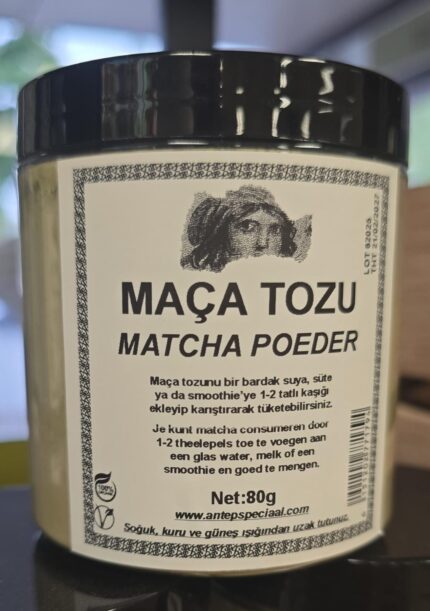 MAÇA TOZU
MATCHA POEDER
Maça tozunu bir bardak suya, süte
ya da smoothie'ye 1-2 tatlı kaşığı
ekleyip karıştırarak tüketebilirsiniz.
Je kunt matcha consumeren door
1-2 theelepels toe te voegen aan
een glas water, melk of een
smoothie en goed te mengen.
Net:80g
www.antepspeciaal.com
Soğuk, kuru ve güneş ışığından uzak tutunuz.
LOT 82025